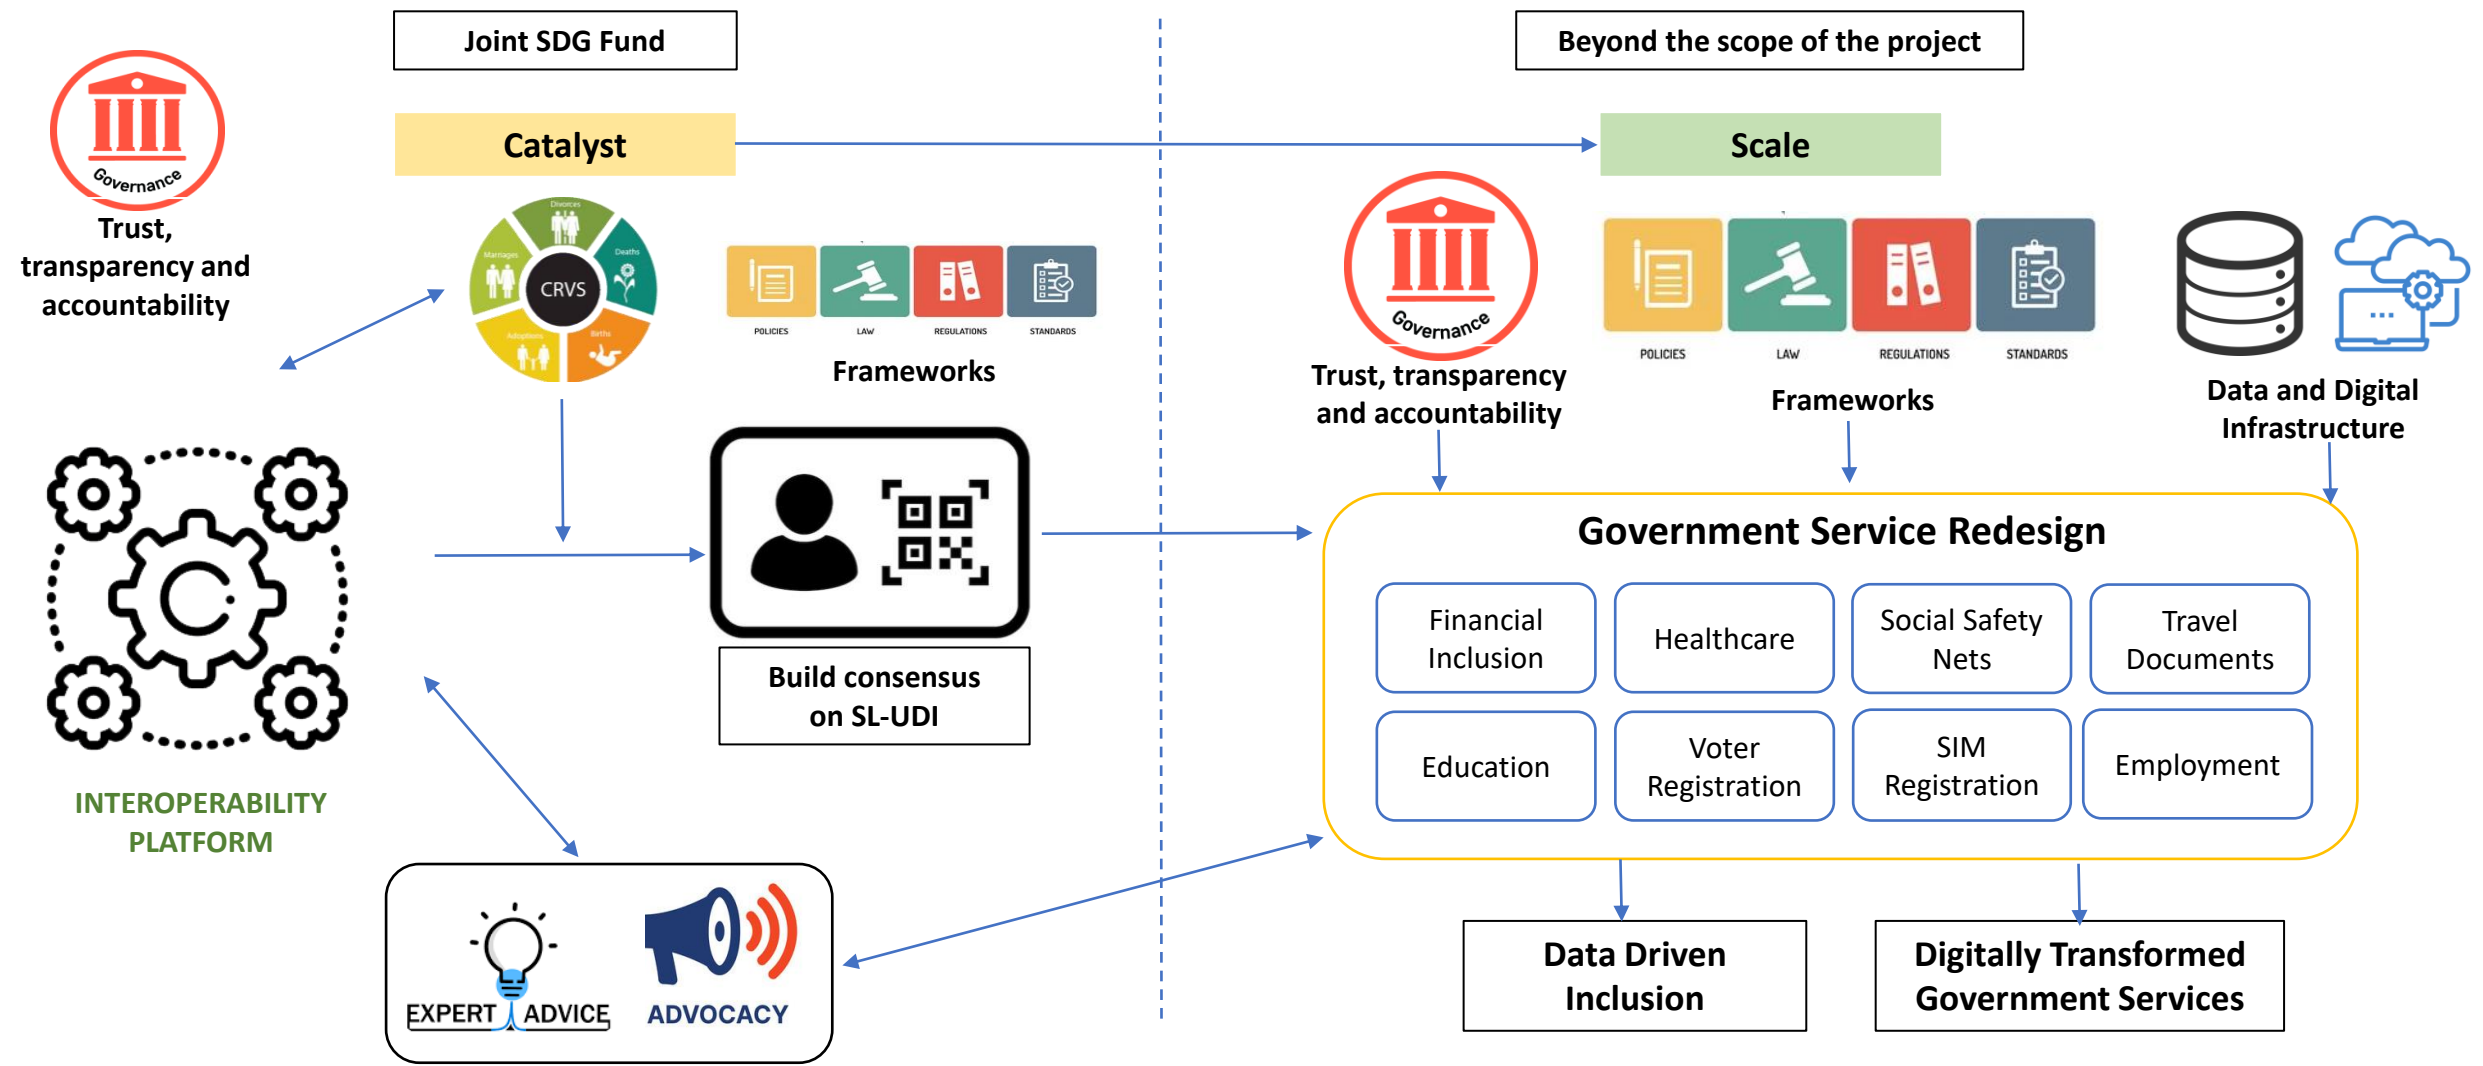 Joint SDG Fund
Beyond the scope of the project
Governance
Trust,
transparency and
accountability
Catalyst
Scale
Divorces
Marriages
Deaths
CRVS
Adoptions
Births
POLICIES
LAW
REGULATIONS
STANDARDS
Frameworks
Governance
Trust, transparency
and accountability
POLICIES
LAW
REGULATIONS
STANDARDS
Frameworks
Data and Digital
Infrastructure
INTEROPERABILITY
PLATFORM
Build consensus
on SL-UDI
EXPERT ADVICE
ADVOCACY
Government Service Redesign
Financial
Inclusion
Healthcare
Social Safety
Nets
Travel
Documents
Education
Voter
Registration
SIM
Registration
Employment
Data Driven
Inclusion
Digitally Transformed
Government Services